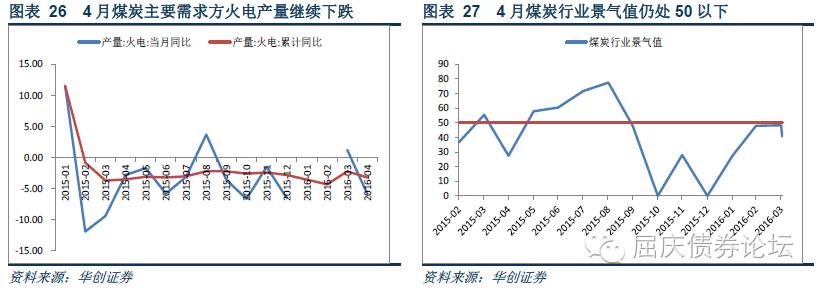 图表 26 4月煤炭主要需求方火电产量继续下跌
产量:火电:当月同比 产量:火电:累计同比
15.00
10.00
5.00
0.00
-5.00
-10.00
-15.00
2015-01 2015-02 2015-03 2015-04 2015-05 2015-06 2015-07 2015-08 2015-09 2015-10 2015-11 2015-12 2016-01 2016-02 2016-03 2016-04
资料来源：华创证券
图表 27 4月煤炭行业景气值仍处 50 以下
煤炭行业景气值
90
80
70
60
50
40
30
20
10
0
2015-02 2015-03 2015-04 2015-05 2015-06 2015-07 2015-08 2015-09 2015-10 2015-11 2015-12 2016-01 2016-02 2016-03
屈庆债券论坛
资料来源：华创证券